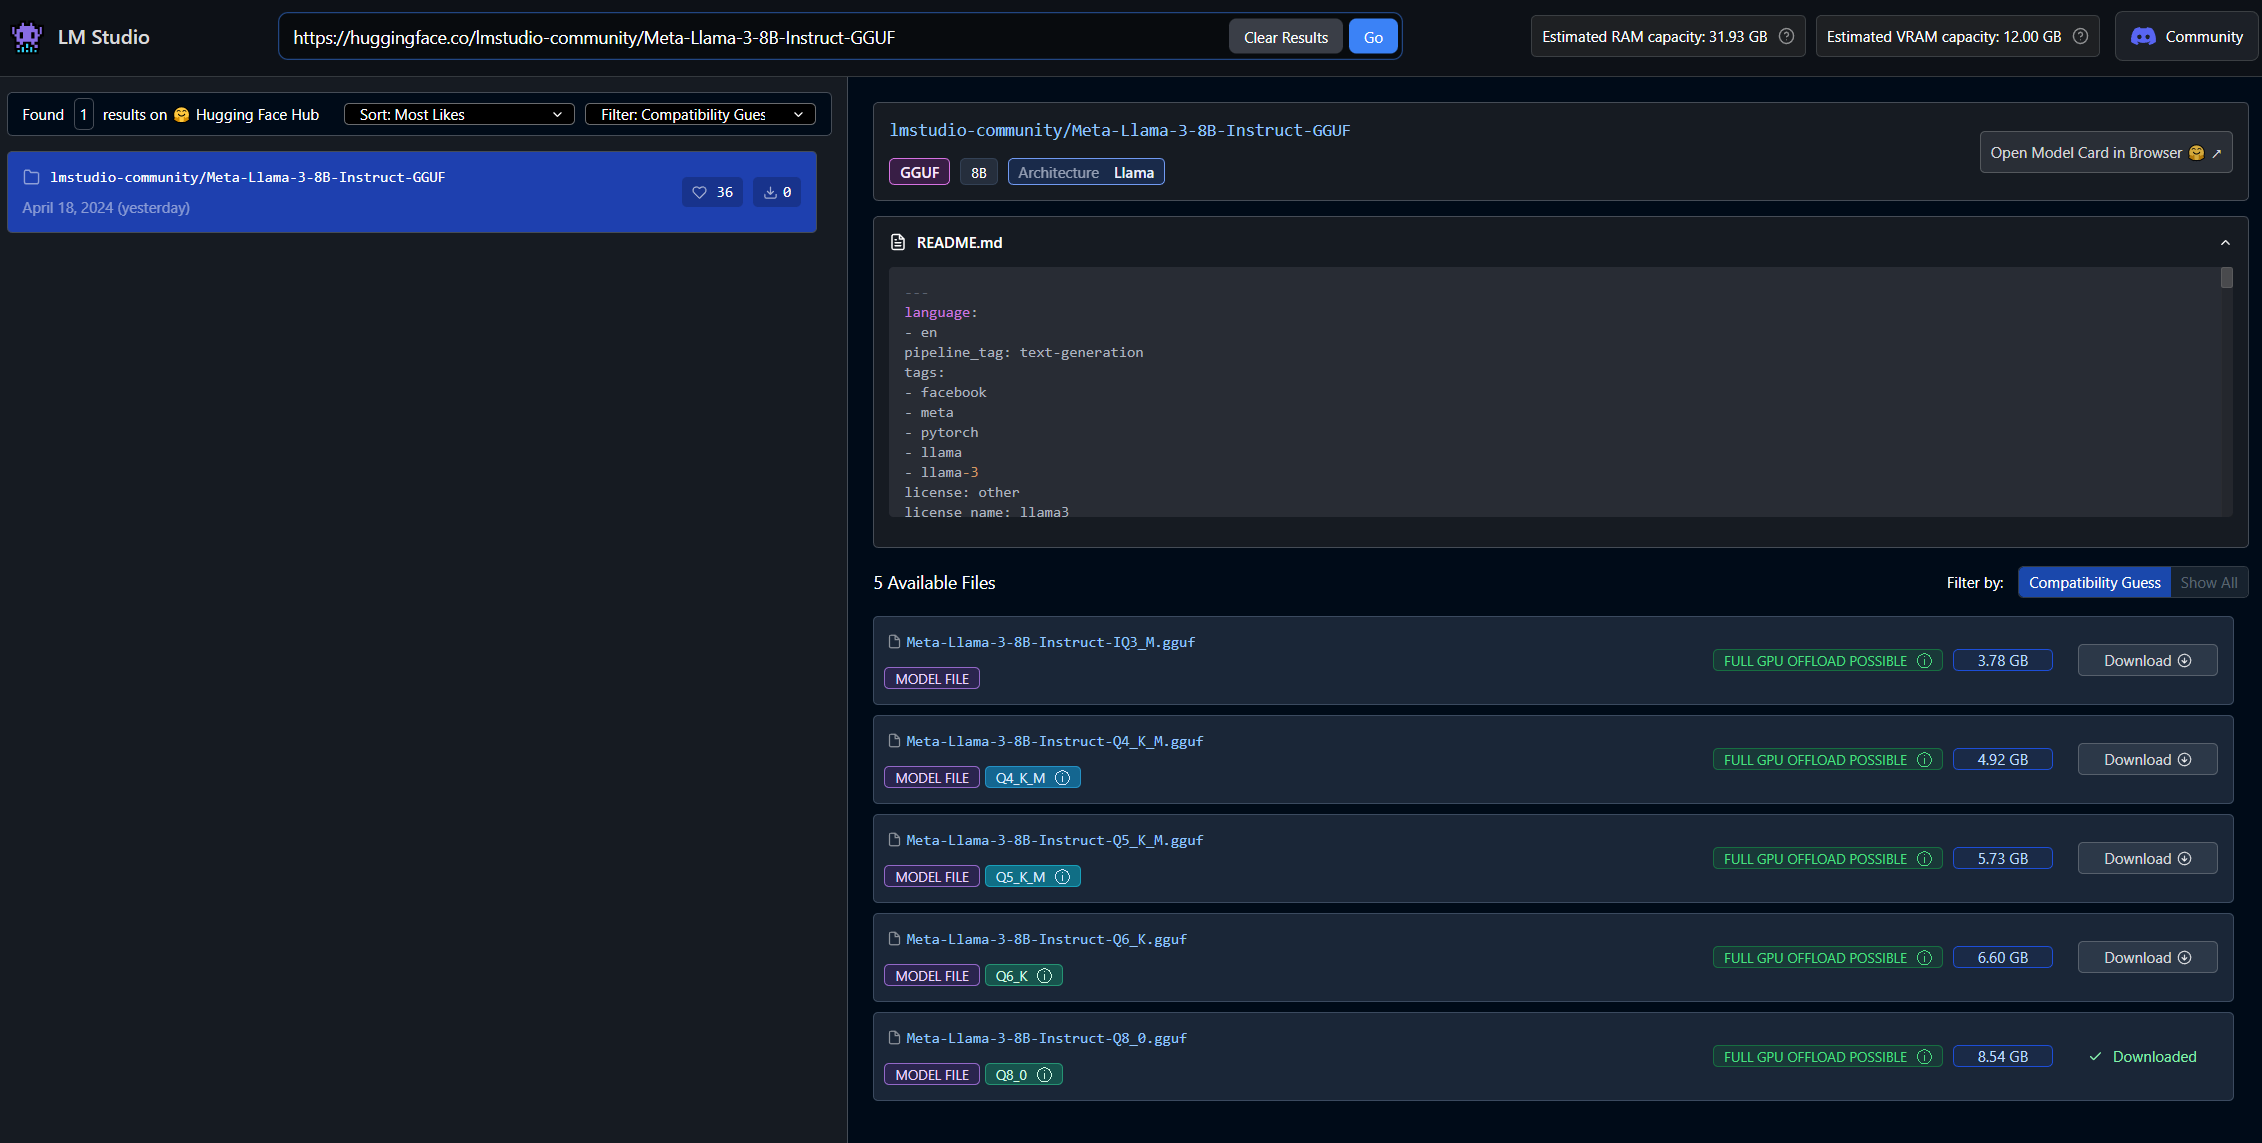 LM Studio
https://huggingface.co/lmstudio-community/Meta-Llama-3-8B-Instruct-GGUF
Clear Results
Go
Estimated RAM capacity: 31.93 GB
Estimated VRAM capacity: 12.00 GB
Community
Found 1 results on 🤗 Hugging Face Hub
Sort: Most Likes
Filter: Compatibility Gues
lmstudio-community/Meta-Llama-3-8B-Instruct-GGUF
April 18, 2024 (yesterday)
36
0
lmstudio-community/Meta-Llama-3-8B-Instruct-GGUF
GGUF
8B
Architecture Llama
Open Model Card in Browser 🤗 ↗
README.md
---
language:
- en
pipeline_tag: text-generation
tags:
- facebook
- meta
- pytorch
- llama
- llama-3
license: other
license_name: llama3
5 Available Files
Filter by:
Compatibility Guess
Show All
Meta-Llama-3-8B-Instruct-IQ3_M.gguf
MODEL FILE
FULL GPU OFFLOAD POSSIBLE
3.78 GB
Download
Meta-Llama-3-8B-Instruct-Q4_K_M.gguf
MODEL FILE
Q4_K_M
FULL GPU OFFLOAD POSSIBLE
4.92 GB
Download
Meta-Llama-3-8B-Instruct-Q5_K_M.gguf
MODEL FILE
Q5_K_M
FULL GPU OFFLOAD POSSIBLE
5.73 GB
Download
Meta-Llama-3-8B-Instruct-Q6_K.gguf
MODEL FILE
Q6_K
FULL GPU OFFLOAD POSSIBLE
6.60 GB
Download
Meta-Llama-3-8B-Instruct-Q8_0.gguf
MODEL FILE
Q8_0
FULL GPU OFFLOAD POSSIBLE
8.54 GB
Downloaded